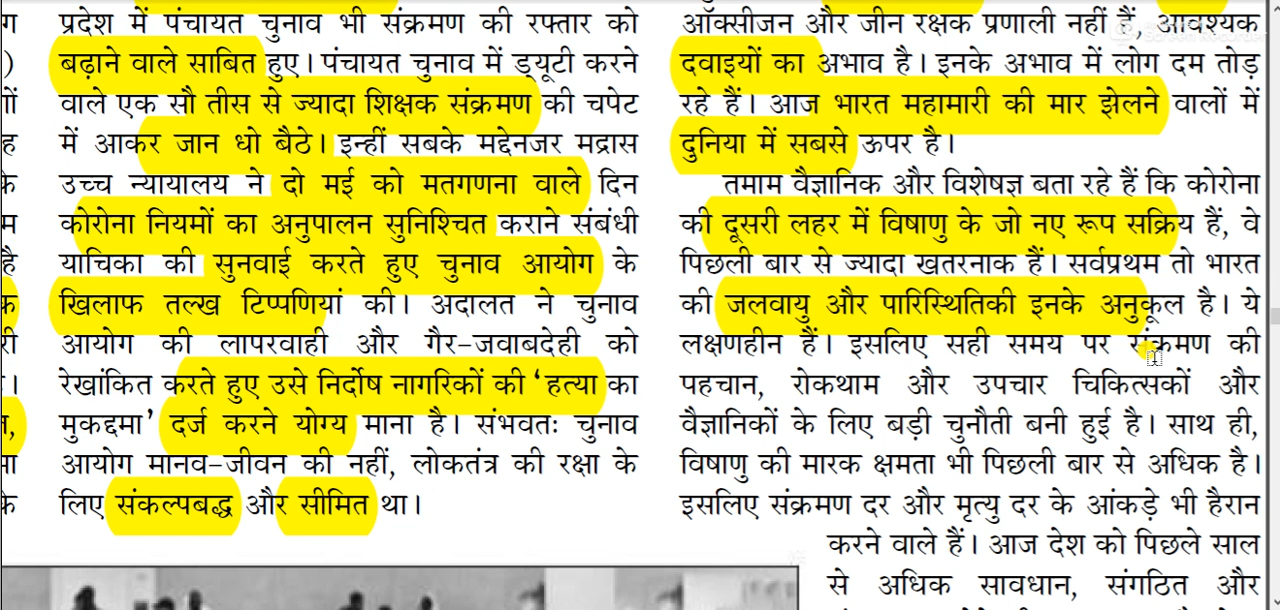 प्रदेश में पंचायत चुनाव भी संक्रमण की रफ्तार को
बढ़ाने वाले साबित हुए। पंचायत चुनाव में ड्यूटी करने
वाले एक सौ तीस से ज्यादा शिक्षक संक्रमण की चपेट
में आकर जान धो बैठे। इन्हीं सबके मद्देनजर मद्रास
उच्च न्यायालय ने दो मई को मतगणना वाले दिन
कोरोना नियमों का अनुपालन सुनिश्चित कराने संबंधी
याचिका की सुनवाई करते हुए चुनाव आयोग के
खिलाफ तल्ख टिप्पणियां की। अदालत ने चुनाव
आयोग की लापरवाही और गैर-जवाबदेही को
रेखांकित करते हुए उसे निर्दोष नागरिकों की ‘हत्या का
मुकद्दमा’ दर्ज करने योग्य माना है। संभवतः चुनाव
आयोग मानव-जीवन की नहीं, लोकतंत्र की रक्षा के
लिए संकल्पबद्ध और सीमित था।
ऑक्सीजन और जीन रक्षक प्रणाली नहीं हैं, आवश्यक
दवाइयों का अभाव है। इनके अभाव में लोग दम तोड़
रहे हैं। आज भारत महामारी की मार झेलने वालों में
दुनिया में सबसे ऊपर है।
तमाम वैज्ञानिक और विशेषज्ञ बता रहे हैं कि कोरोना
की दूसरी लहर में विषाणु के जो नए रूप सक्रिय हैं, वे
पिछली बार से ज्यादा खतरनाक हैं। सर्वप्रथम तो भारत
की जलवायु और पारिस्थितिकी इनके अनुकूल है। ये
लक्षणहीन हैं। इसलिए सही समय पर संक्रमण की
पहचान, रोकथाम और उपचार चिकित्सकों और
वैज्ञानिकों के लिए बड़ी चुनौती बनी हुई है। साथ ही,
विषाणु की मारक क्षमता भी पिछली बार से अधिक है।
इसलिए संक्रमण दर और मृत्यु दर के आंकड़े भी हैरान
करने वाले हैं। आज देश को पिछले साल
से अधिक सावधान, संगठित और